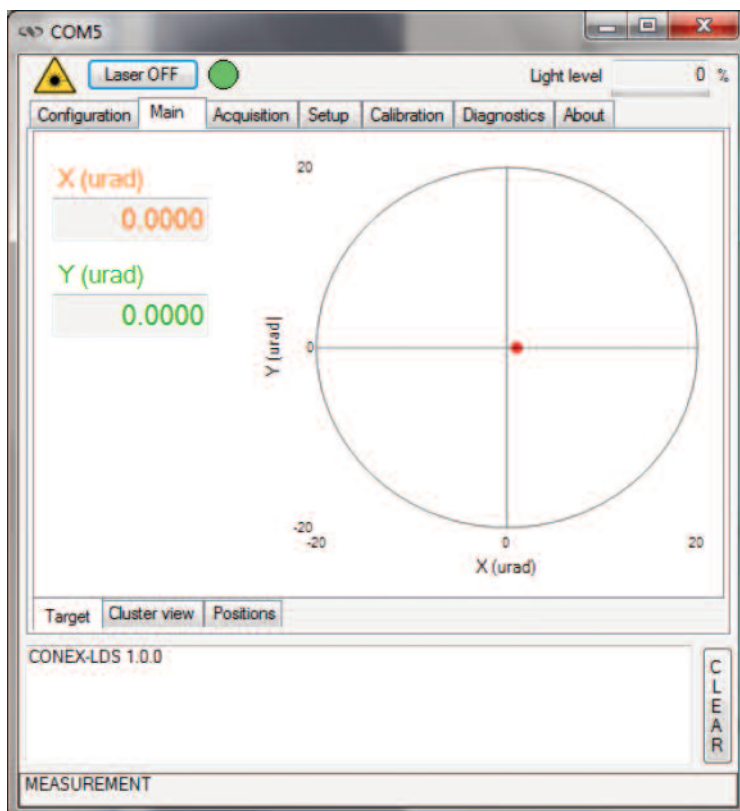 COM5
Laser OFF
Light level 0 %
Configuration Main Acquisition Setup Calibration Diagnostics About
X (urad)
0.0000
Y (urad)
0.0000
20
Y (urad)
0
-20
-20 0 20
X (urad)
Target Cluster view Positions
CONEX-LDS 1.0.0
CLEAR
MEASUREMENT